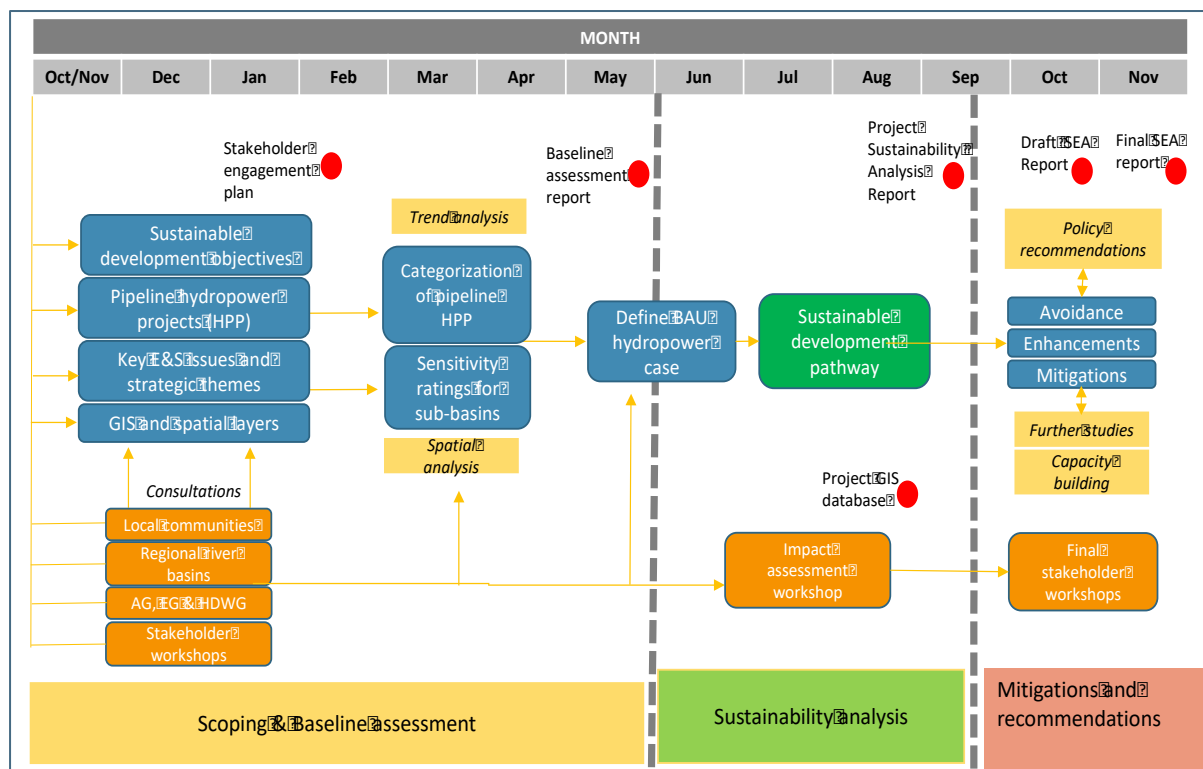 MONTH
Oct/Nov Dec Jan Feb Mar Apr May Jun Jul Aug Sep Oct Nov
Stakeholder
engagement
plan
Baseline
assessment
report
Project
Sustainability
Analysis
Report
Draft SEA
Report
Final SEA
report
Trend analysis
Sustainable
development objectives
Pipeline hydropower
projects (HPP)
Key E&S issues and
strategic themes
GIS and spatial layers
Categorization
of pipeline
HPP
Sensitivity
ratings for
sub-basins
Spatial
analysis
Define BAU
hydropower
case
Sustainable
development
pathway
Policy
recommendations
Avoidance
Enhancements
Mitigations
Further studies
Capacity
building
Consultations
Local communities
Regional river
basins
AG, EG & HDWG
Stakeholder
workshops
Project GIS
database
Impact
assessment
workshop
Final
stakeholder
workshops
Scoping & Baseline assessment
Sustainability analysis
Mitigations and
recommendations